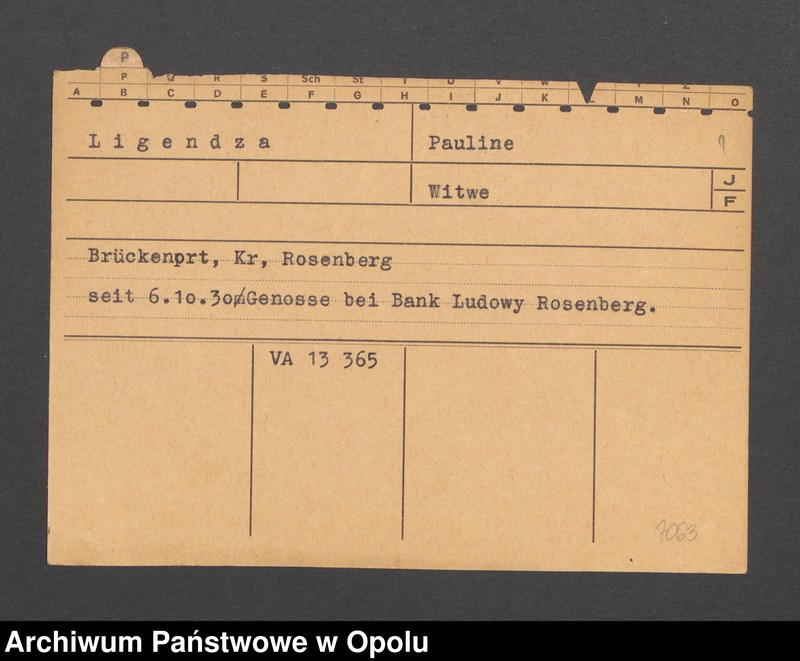 P
P Q R S Sch St T U V W Y Z
A B C D E F G H I J K L M N O
Ligendza Pauline
Witwe J
F
Brückenprt, Kr, Rosenberg
seit 6.10.30 Genosse bei Bank Ludowy Rosenberg.
VA 13 365
7063
Archiwum Państwowe w Opolu